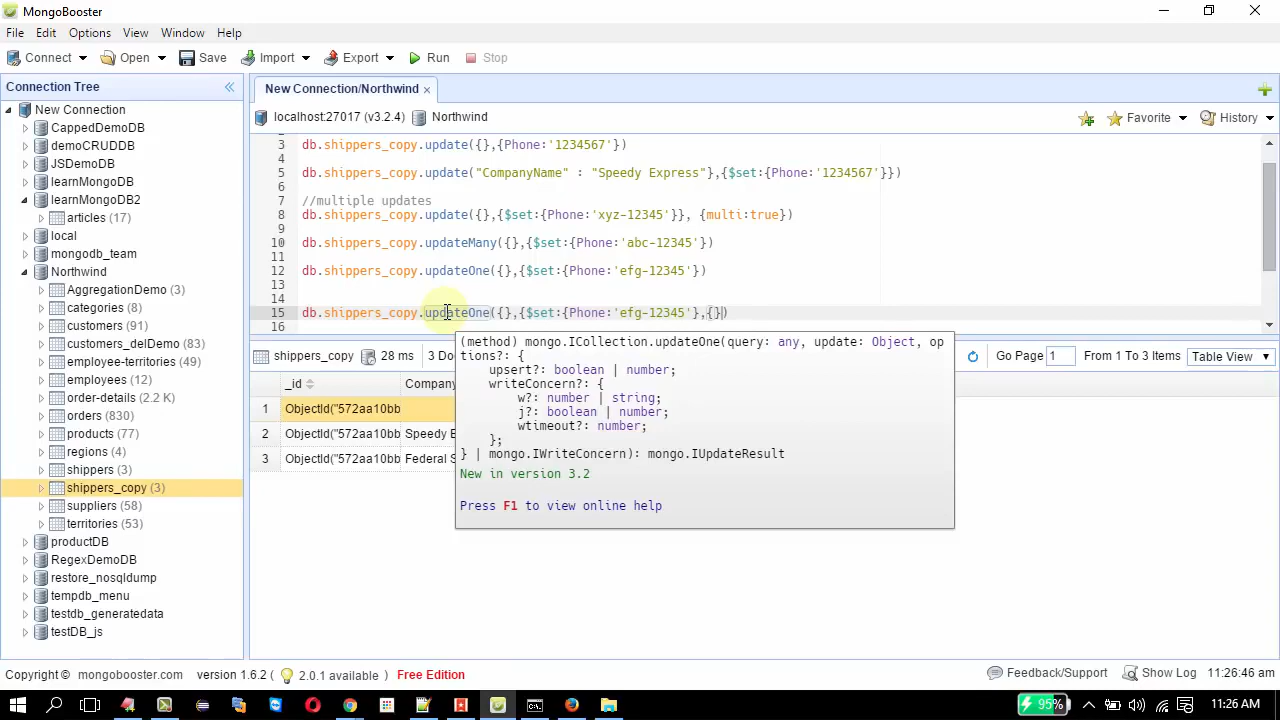 MongoBooster
File Edit Options View Window Help
Connect Open Save Import Export Run Stop
Connection Tree
New Connection/Northwind ×
localhost:27017 (v3.2.4) Northwind Favorite History
New Connection
CappedDemoDB
demoCRUDDB
JSDemoDB
learnMongoDB
learnMongoDB2
articles (17)
local
mongodb_team
Northwind
AggregationDemo (3)
categories (8)
customers (91)
customers_delDemo (83)
employee-territories (49)
employees (12)
order-details (2.2 K)
orders (830)
products (77)
regions (4)
shippers (3)
shippers_copy (3)
suppliers (58)
territories (53)
productDB
RegexDemoDB
restore_nosqldump
tempdb_menu
testdb_generatedata
testDB_js
3 db.shippers_copy.update({},{Phone:'1234567'})
4
5 db.shippers_copy.update("CompanyName" : "Speedy Express"},{$set:{Phone:'1234567'}})
6
7 //multiple updates
8 db.shippers_copy.update({},{$set:{Phone:'xyz-12345'}}, {multi:true})
9
10 db.shippers_copy.updateMany({},{$set:{Phone:'abc-12345'})
11
12 db.shippers_copy.updateOne({},{$set:{Phone:'efg-12345'})
13
14
15 db.shippers_copy.updateOne({},{$set:{Phone:'efg-12345'},{})
16
shippers_copy 28 ms 3 Do Go Page 1 From 1 To 3 Items Table View
_id Company
1 ObjectId("572aa10bb
2 ObjectId("572aa10bb Speedy E
3 ObjectId("572aa10bb Federal S
(method) mongo.ICollection.updateOne(query: any, update: Object, op
tions?: {
upsert?: boolean | number;
writeConcern?: {
w?: number | string;
j?: boolean | number;
wtimeout?: number;
};
} | mongo.IWriteConcern): mongo.IUpdateResult
New in version 3.2
Press F1 to view online help
Copyright © mongobooster.com version 1.6.2 ( 2.0.1 available ) Free Edition Feedback/Support Show Log 11:26:46 am
95% 11:26 AM